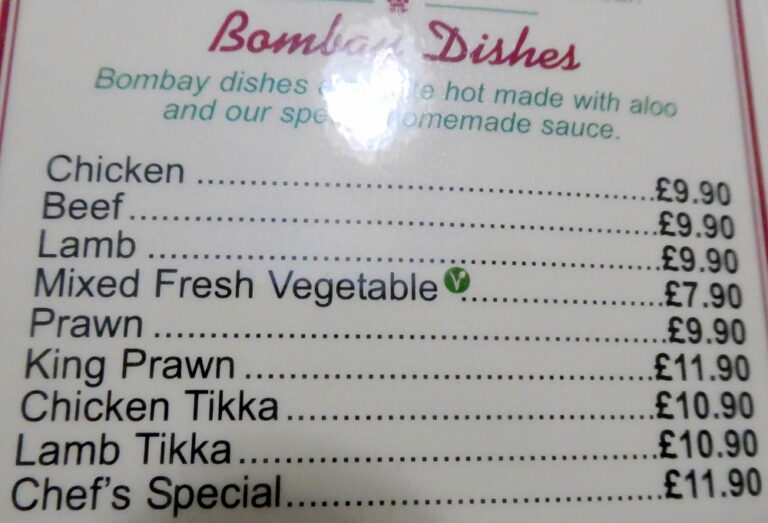 Bombay Dishes
Bombay dishes hot made with aloo
and our homemade sauce.
Chicken ........ £9.90
Beef ........ £9.90
Lamb ........ £9.90
Mixed Fresh Vegetable V ........ £7.90
Prawn ........ £9.90
King Prawn ........ £11.90
Chicken Tikka ........ £10.90
Lamb Tikka ........ £10.90
Chef's Special ........ £11.90